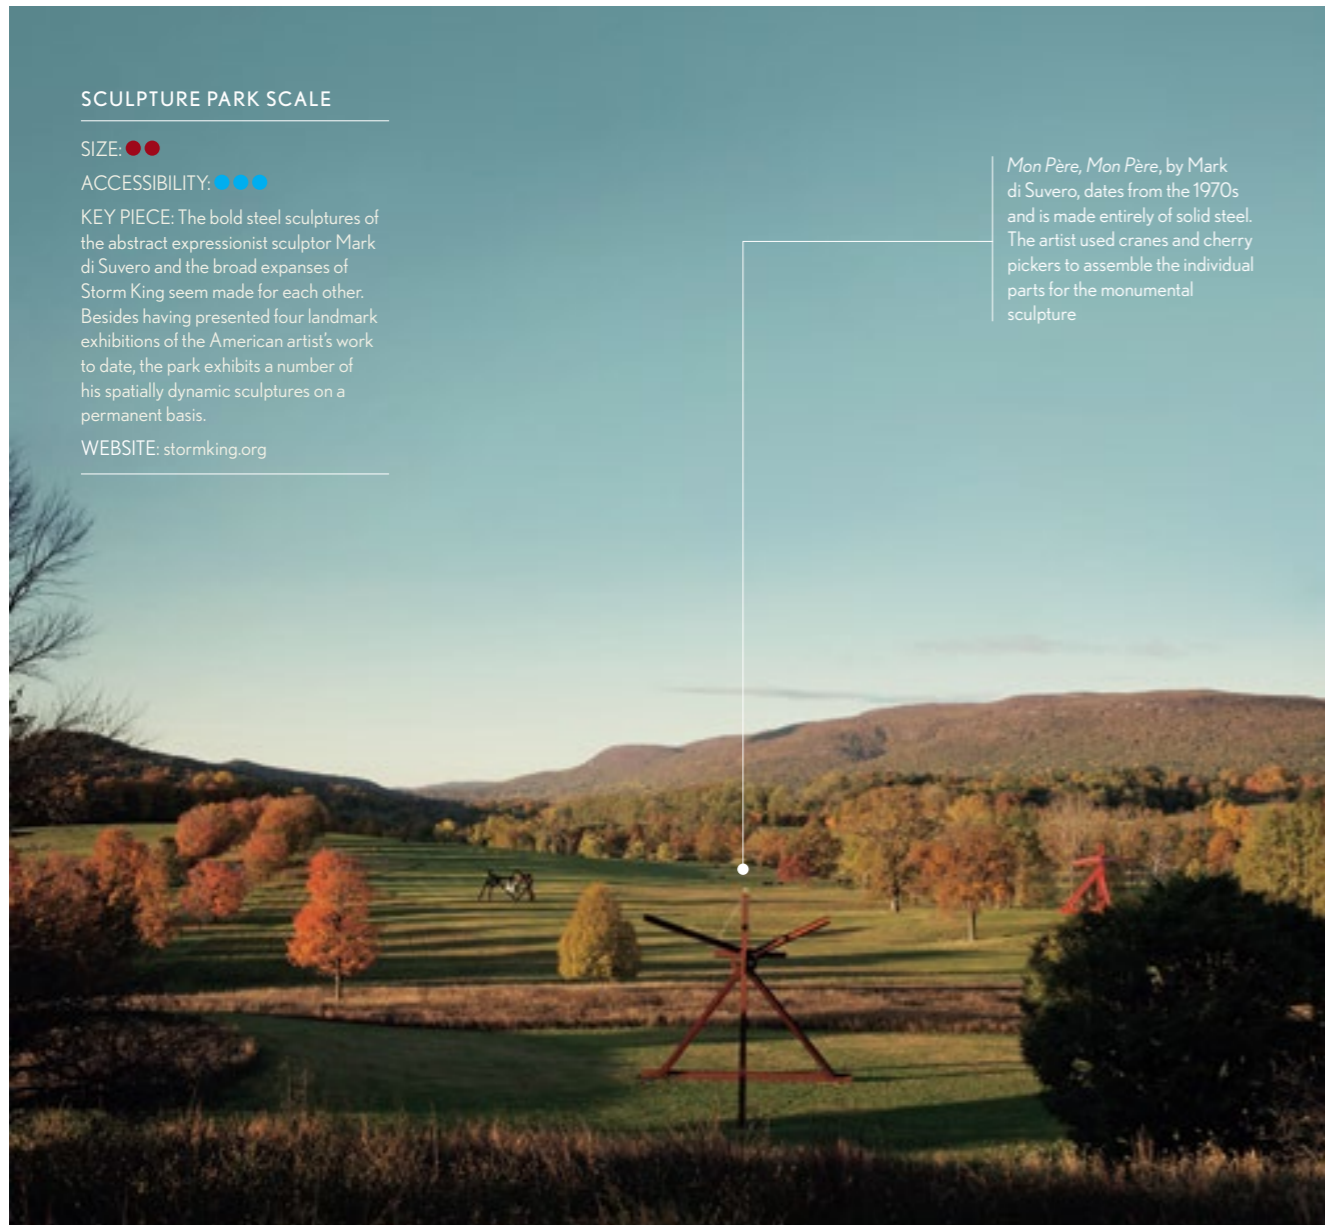 SCULPTURE PARK SCALE
SIZE:
ACCESSIBILITY:
KEY PIECE: The bold steel sculptures of
the abstract expressionist sculptor Mark
di Suvero and the broad expanses of
Storm King seem made for each other.
Besides having presented four landmark
exhibitions of the American artist's work
to date, the park exhibits a number of
his spatially dynamic sculptures on a
permanent basis.
WEBSITE: stormking.org
Mon Père, Mon Père, by Mark
di Suvero, dates from the 1970s
and is made entirely of solid steel.
The artist used cranes and cherry
pickers to assemble the individual
parts for the monumental
sculpture